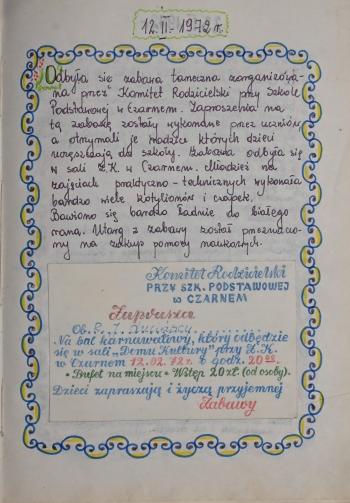 12.II-1972 r.
Odbyła się zabawa taneczna zorganizowa-
na przez Komitet Rodzicielski przy Szkole
Podstawowej w Czarnem. Zaproszenia na
tą zabawę zostały wykonane przez uczniów
a otrzymali je rodzice których dzieci
uczęszczają do szkoły. Zabawa odbyła się
w sali Z.K. w Czarnem. Młodzież na
zajęciach praktyczno-technicznych wykonała
bardzo wiele kotylionów i czapek.
Bawiono się bardzo ładnie do białego
rana. Utarg z zabawy został przeznaczo-
ny na zakup pomocy naukowych.
Komitet Rodzicielski
PRZY SZK. PODSTAWOWEJ
w CZARNEM
Zaprasza
Ob.
Na bal karnawałowy, który odbędzie
się w sali „Domu Kultury" przy Z.K.
w Czarnem 12.02.72 r. o godz. 20
• Bufet na miejscu • Wstęp 20 zł (od osoby).
Dzieci zapraszają i życzą przyjemnej
Zabawy